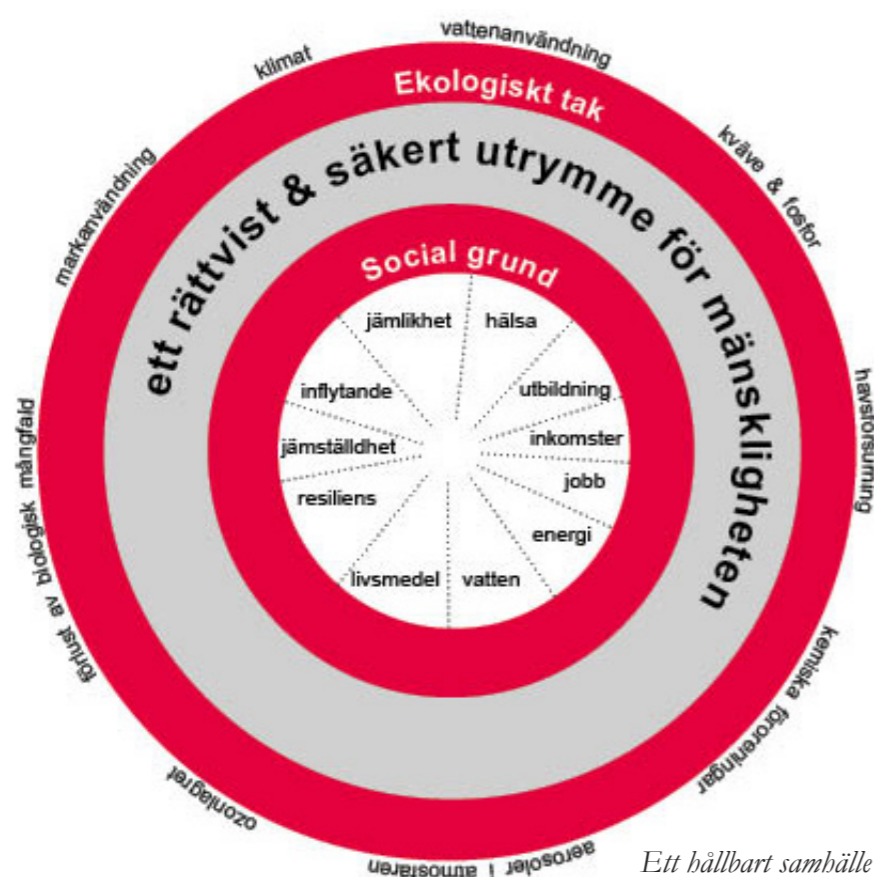 vattenanvändning
klimat
kväve & fosfor
markanvändning
havsförsurning
förlust av biologisk mångfald
kemiska föroreningar
ozonlagret
aerosoler i atmosfären
Ekologiskt tak
ett rättvist & säkert utrymme för mänskligheten
Social grund
jämlikhet
hälsa
utbildning
inkomster
jobb
energi
vatten
livsmedel
resiliens
jämställdhet
inflytande
Ett hållbart samhälle